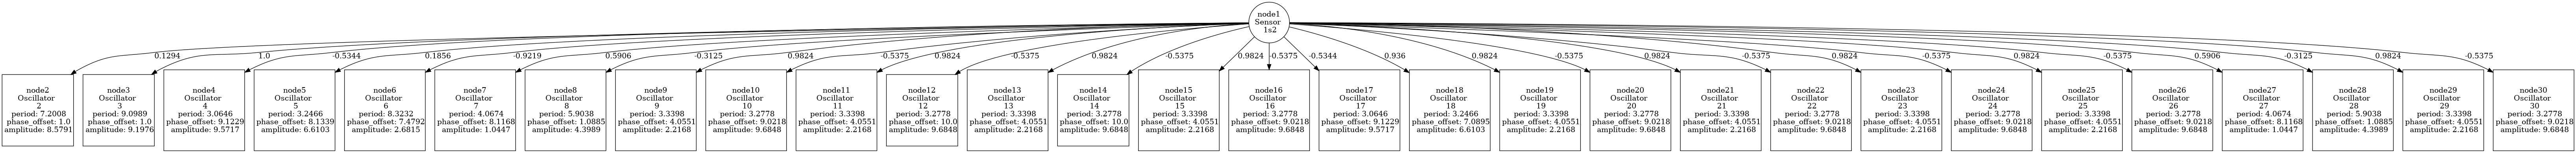 node1
Sensor
1s2
0.1294
1.0
-0.5344
0.1856
-0.9219
0.5906
-0.3125
0.9824
-0.5375
0.9824
-0.5375
0.9824
-0.5375
0.9824
-0.5375
-0.5344
0.936
0.9824
-0.5375
0.9824
-0.5375
0.9824
-0.5375
0.9824
-0.5375
0.5906
-0.3125
0.9824
-0.5375
node2
Oscillator
2
period: 7.2008
phase_offset: 1.0
amplitude: 8.5791
node3
Oscillator
3
period: 9.0989
phase_offset: 1.0
amplitude: 9.1976
node4
Oscillator
4
period: 3.0646
phase_offset: 9.1229
amplitude: 9.5717
node5
Oscillator
5
period: 3.2466
phase_offset: 8.1339
amplitude: 6.6103
node6
Oscillator
6
period: 8.3232
phase_offset: 7.4792
amplitude: 2.6815
node7
Oscillator
7
period: 4.0674
phase_offset: 8.1168
amplitude: 1.0447
node8
Oscillator
8
period: 5.9038
phase_offset: 1.0885
amplitude: 4.3989
node9
Oscillator
9
period: 3.3398
phase_offset: 4.0551
amplitude: 2.2168
node10
Oscillator
10
period: 3.2778
phase_offset: 9.0218
amplitude: 9.6848
node11
Oscillator
11
period: 3.3398
phase_offset: 4.0551
amplitude: 2.2168
node12
Oscillator
12
period: 3.2778
phase_offset: 10.0
amplitude: 9.6848
node13
Oscillator
13
period: 3.3398
phase_offset: 4.0551
amplitude: 2.2168
node14
Oscillator
14
period: 3.2778
phase_offset: 10.0
amplitude: 9.6848
node15
Oscillator
15
period: 3.3398
phase_offset: 4.0551
amplitude: 2.2168
node16
Oscillator
16
period: 3.2778
phase_offset: 9.0218
amplitude: 9.6848
node17
Oscillator
17
period: 3.0646
phase_offset: 9.1229
amplitude: 9.5717
node18
Oscillator
18
period: 3.2466
phase_offset: 7.0895
amplitude: 6.6103
node19
Oscillator
19
period: 3.3398
phase_offset: 4.0551
amplitude: 2.2168
node20
Oscillator
20
period: 3.2778
phase_offset: 9.0218
amplitude: 9.6848
node21
Oscillator
21
period: 3.3398
phase_offset: 4.0551
amplitude: 2.2168
node22
Oscillator
22
period: 3.2778
phase_offset: 9.0218
amplitude: 9.6848
node23
Oscillator
23
period: 3.3398
phase_offset: 4.0551
amplitude: 2.2168
node24
Oscillator
24
period: 3.2778
phase_offset: 9.0218
amplitude: 9.6848
node25
Oscillator
25
period: 3.3398
phase_offset: 4.0551
amplitude: 2.2168
node26
Oscillator
26
period: 3.2778
phase_offset: 9.0218
amplitude: 9.6848
node27
Oscillator
27
period: 4.0674
phase_offset: 8.1168
amplitude: 1.0447
node28
Oscillator
28
period: 5.9038
phase_offset: 1.0885
amplitude: 4.3989
node29
Oscillator
29
period: 3.3398
phase_offset: 4.0551
amplitude: 2.2168
node30
Oscillator
30
period: 3.2778
phase_offset: 9.0218
amplitude: 9.6848